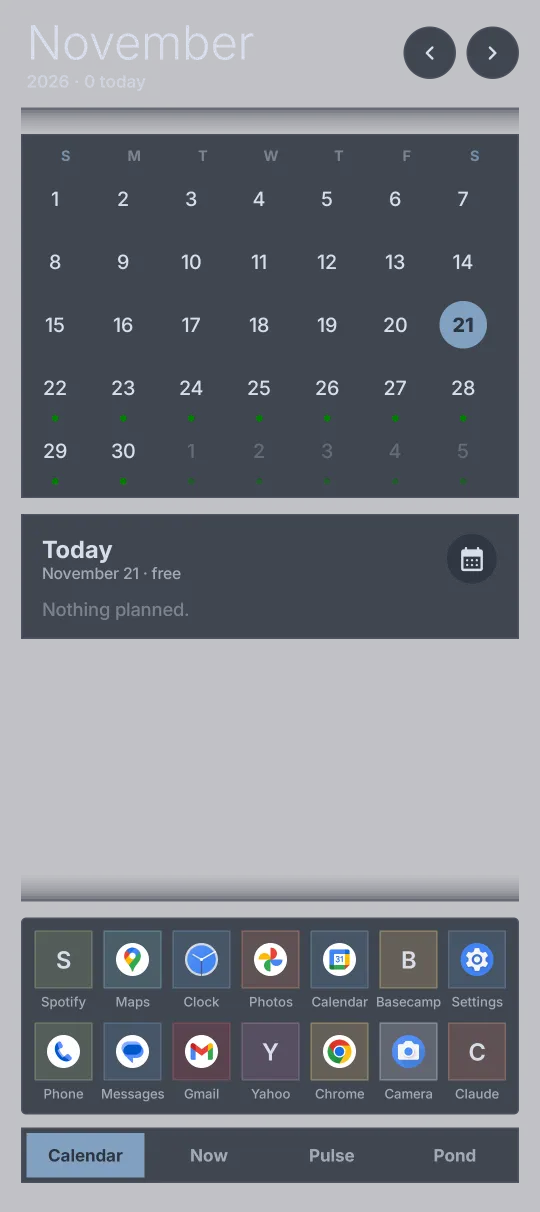 November
2026 · 0 today
S M T W T F S
1 2 3 4 5 6 7
8 9 10 11 12 13 14
15 16 17 18 19 20 21
22 23 24 25 26 27 28
29 30 1 2 3 4 5
Today
November 21 · free
Nothing planned.
S 31 B
Spotify Maps Clock Photos Calendar Basecamp Settings
Y C
Phone Messages Gmail Yahoo Chrome Camera Claude
Calendar Now Pulse Pond